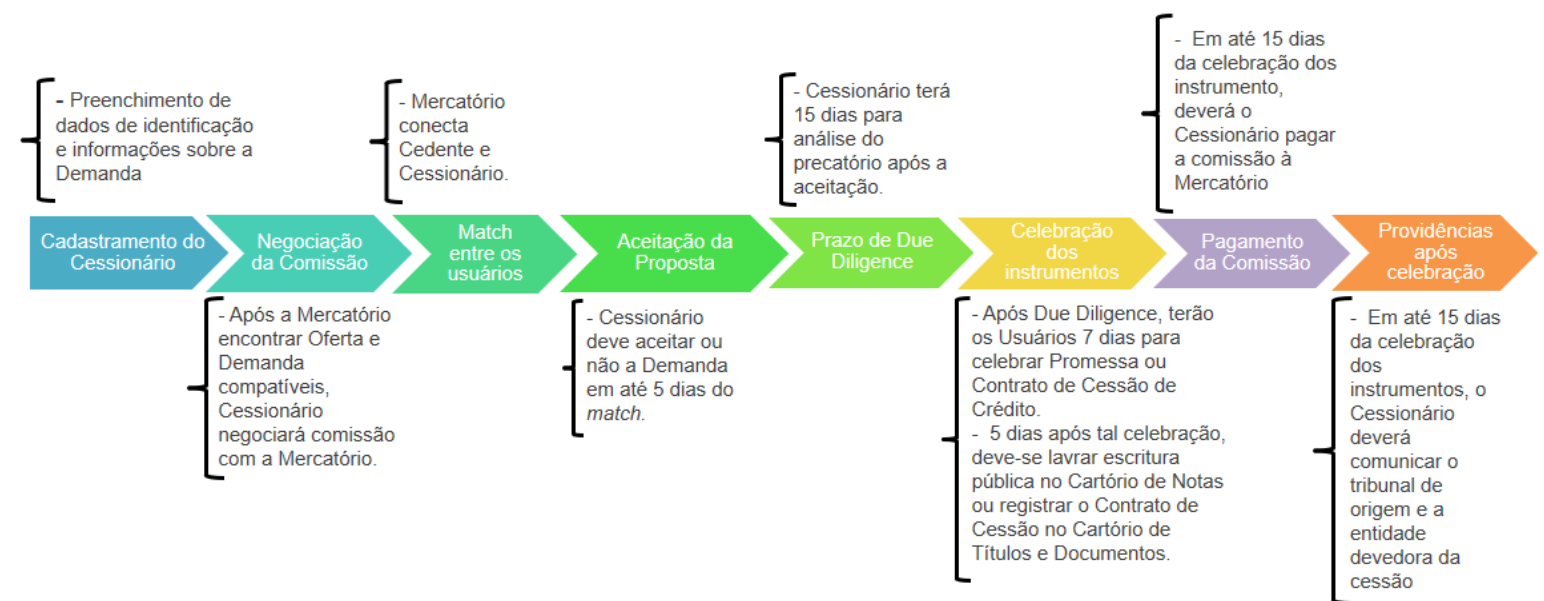 - Preenchimento de
dados de identificação
e informações sobre a
Demanda
- Mercatório
conecta
Cedente e
Cessionário.
- Cessionário terá
15 dias para
análise do
precatório após a
aceitação.
- Em até 15 dias
da celebração dos
instrumento,
deverá o
Cessionário pagar
a comissão à
Mercatório
Cadastramento do
Cessionário
Negociação
da Comissão
Match
entre os
usuários
Aceitação da
Proposta
Prazo de Due
Diligence
Celebração
dos
instrumentos
Pagamento
da Comissão
Providências
após
celebração
- Após a Mercatório
encontrar Oferta e
Demanda
compatíveis,
Cessionário
negociará comissão
com a Mercatório.
- Cessionário
deve aceitar ou
não a Demanda
em até 5 dias do
match.
- Após Due Diligence, terão
os Usuários 7 dias para
celebrar Promessa ou
Contrato de Cessão de
Crédito.
- 5 dias após tal celebração,
deve-se lavrar escritura
pública no Cartório de Notas
ou registrar o Contrato de
Cessão no Cartório de
Títulos e Documentos.
- Em até 15 dias
da celebração
dos
instrumentos, o
Cessionário
deverá
comunicar o
tribunal de
origem e a
entidade
devedora da
cessão